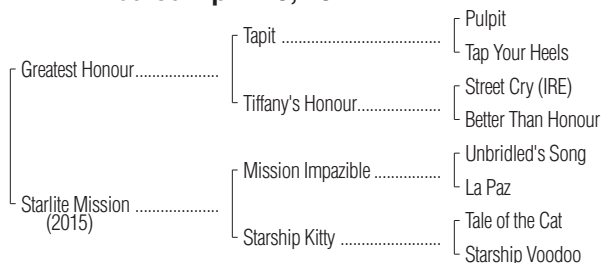 Tapit
Pulpit
Tap Your Heels
Greatest Honour
Tiffany's Honour
Street Cry (IRE)
Better Than Honour
Starlite Mission
(2015)
Mission Impazible
Unbridled's Song
La Paz
Starship Kitty
Tale of the Cat
Starship Voodoo